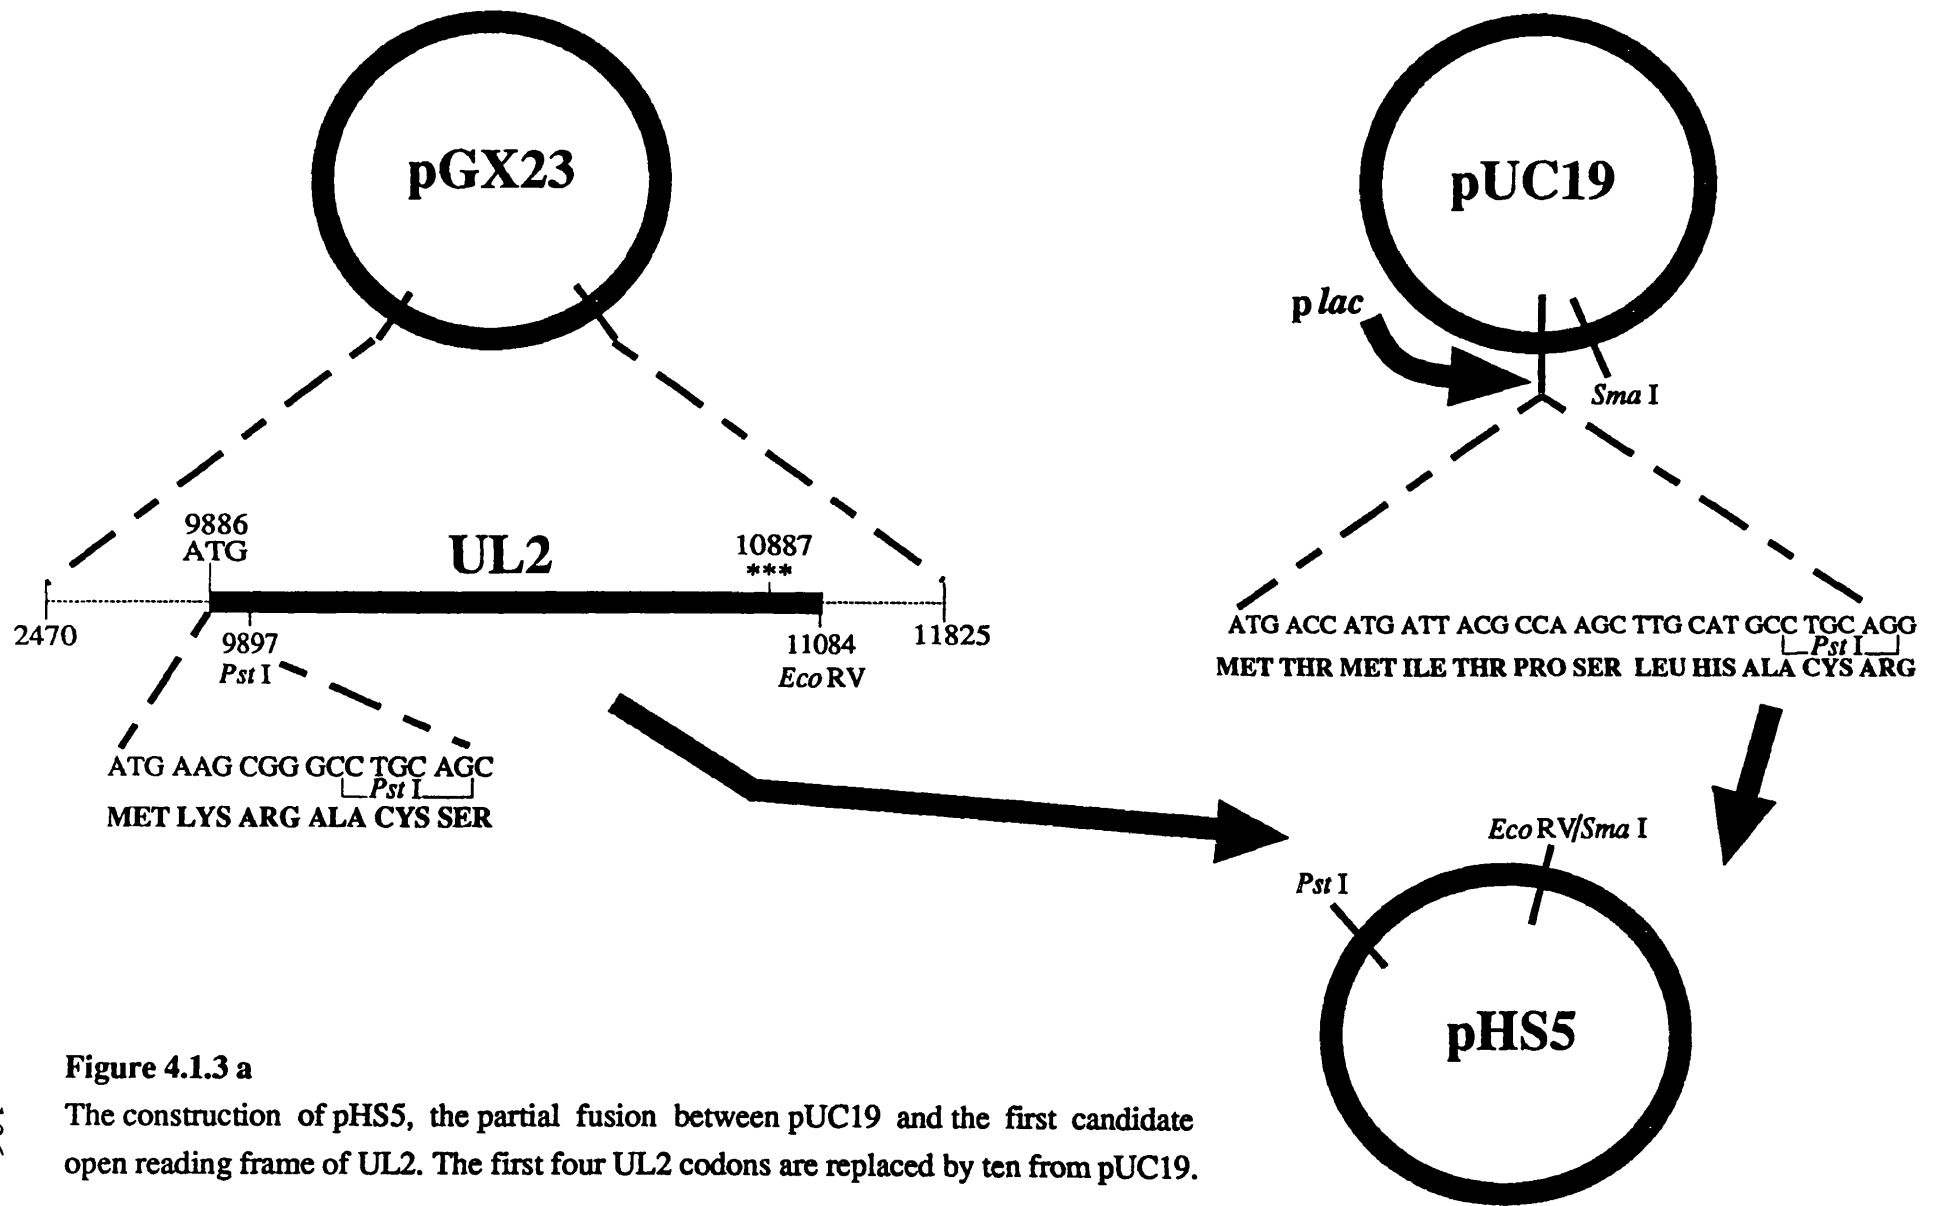 pGX23
pUC19
p lac
Sma I
9886
ATG
UL2
10887
***
2470
9897
Pst I
11084
Eco RV
11825
ATG AAG CGG GCC TGC AGC
Pst I
MET LYS ARG ALA CYS SER
ATG ACC ATG ATT ACG CCA AGC TTG CAT GCC TGC AGG
Pst I
MET THR MET ILE THR PRO SER LEU HIS ALA CYS ARG
Eco RV/Sma I
Pst I
pHS5
Figure 4.1.3 a
The construction of pHS5, the partial fusion between pUC19 and the first candidate
open reading frame of UL2. The first four UL2 codons are replaced by ten from pUC19.